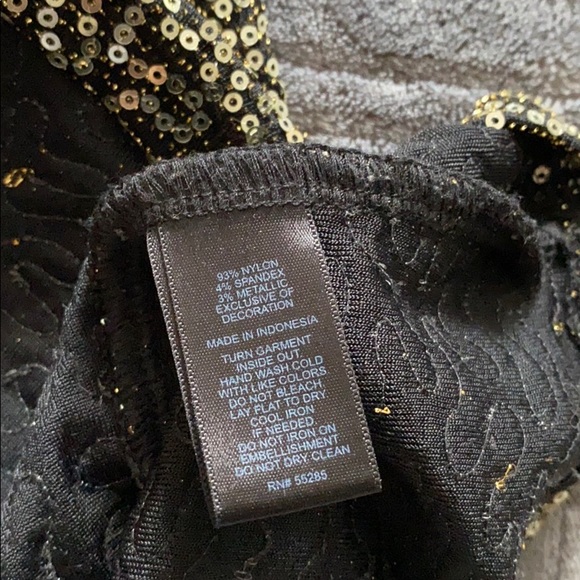 93% NYLON
4% SPANDEX
3% METALLIC
EXCLUSIVE OF
DECORATION
MADE IN INDONESIA
TURN GARMENT
INSIDE OUT
HAND WASH COLD
WITH LIKE COLORS
DO NOT BLEACH
LAY FLAT TO DRY
COOL IRON
IF NEEDED
DO NOT IRON ON
EMBELLISHMENT
DO NOT DRY CLEAN
RN# 55285